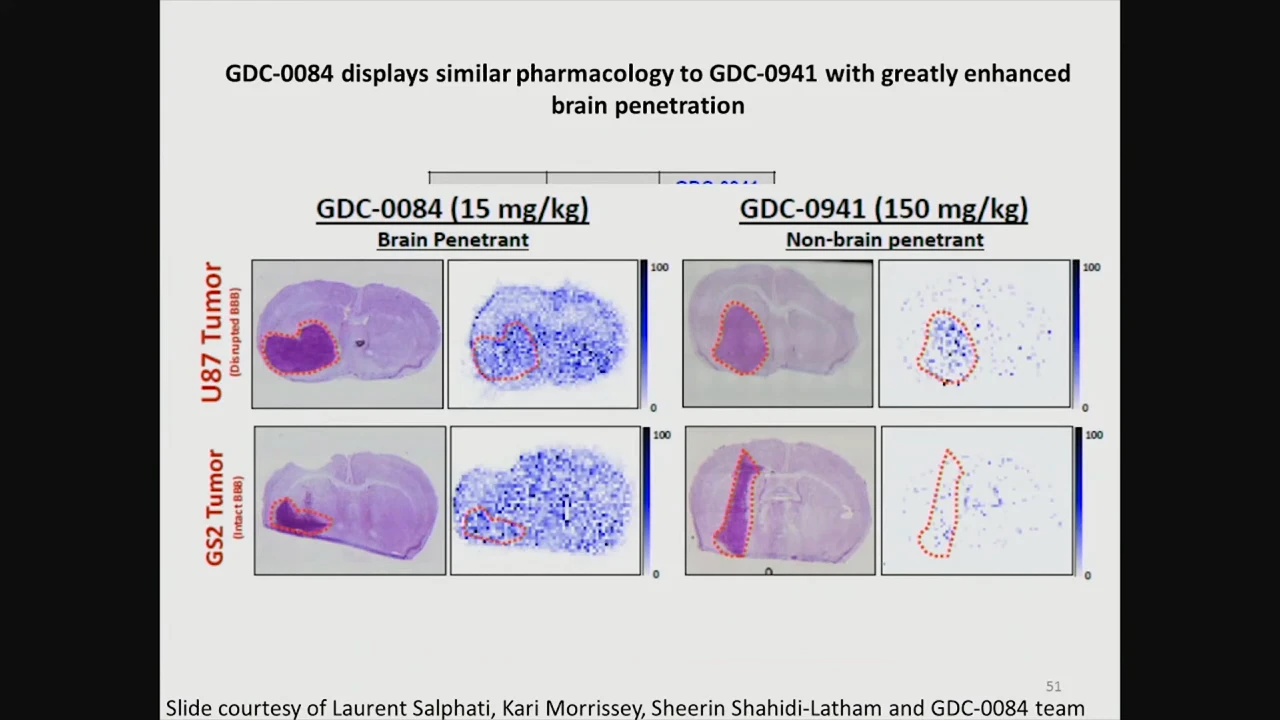 GDC-0084 displays similar pharmacology to GDC-0941 with greatly enhanced
brain penetration
GDC-0084 (15 mg/kg)
Brain Penetrant
GDC-0941 (150 mg/kg)
Non-brain penetrant
U87 Tumor
(Disrupted BBB)
100
0
100
0
GS2 Tumor
(Intact BBB)
100
0
100
0
51
Slide courtesy of Laurent Salphati, Kari Morrissey, Sheerin Shahidi-Latham and GDC-0084 team